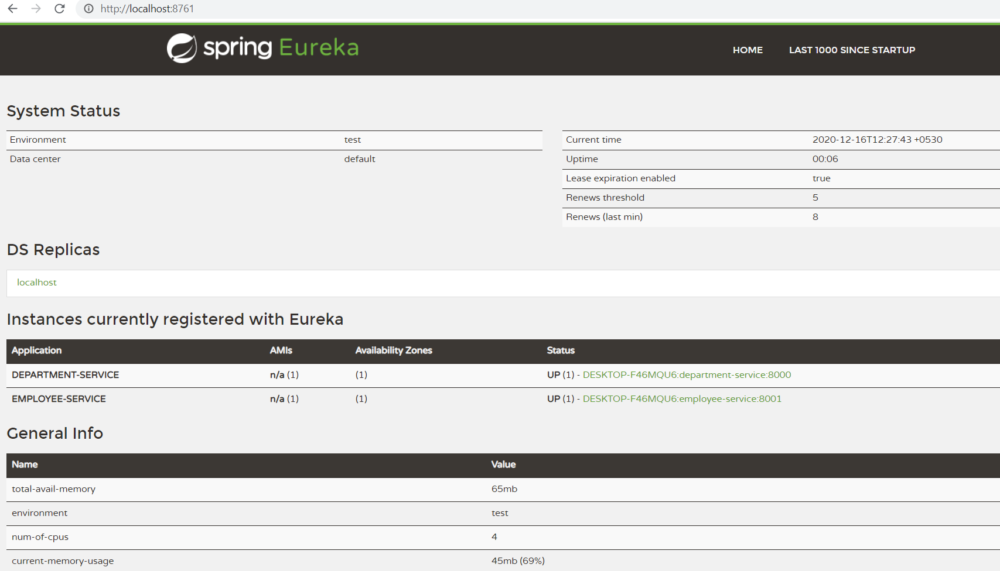 http://localhost:8761
spring Eureka
HOME LAST 1000 SINCE STARTUP
System Status
Environment test
Data center default
Current time 2020-12-16T12:27:43 +0530
Uptime 00:06
Lease expiration enabled true
Renews threshold 5
Renews (last min) 8
DS Replicas
localhost
Instances currently registered with Eureka
Application AMIs Availability Zones Status
DEPARTMENT-SERVICE n/a (1) (1) UP (1) - DESKTOP-F46MQU6:department-service:8000
EMPLOYEE-SERVICE n/a (1) (1) UP (1) - DESKTOP-F46MQU6:employee-service:8001
General Info
Name Value
total-avail-memory 65mb
environment test
num-of-cpus 4
current-memory-usage 45mb (69%)